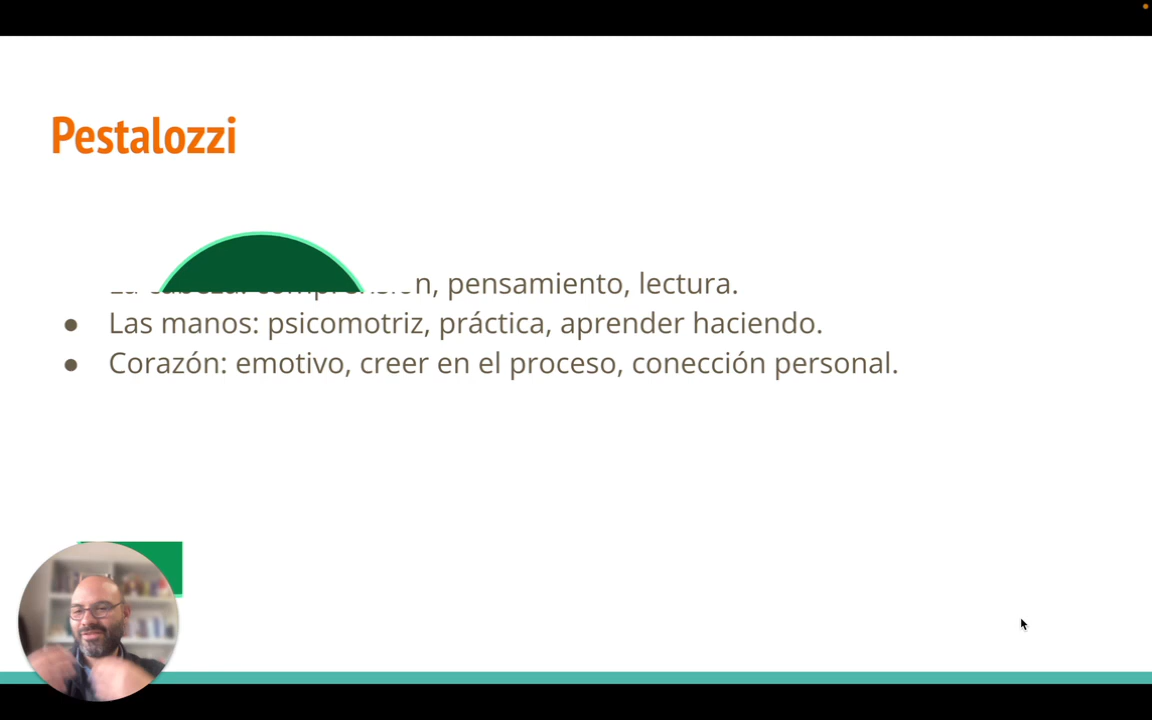 Pestalozzi
pensamiento, lectura.
● Las manos: psicomotriz, práctica, aprender haciendo.
● Corazón: emotivo, creer en el proceso, conección personal.